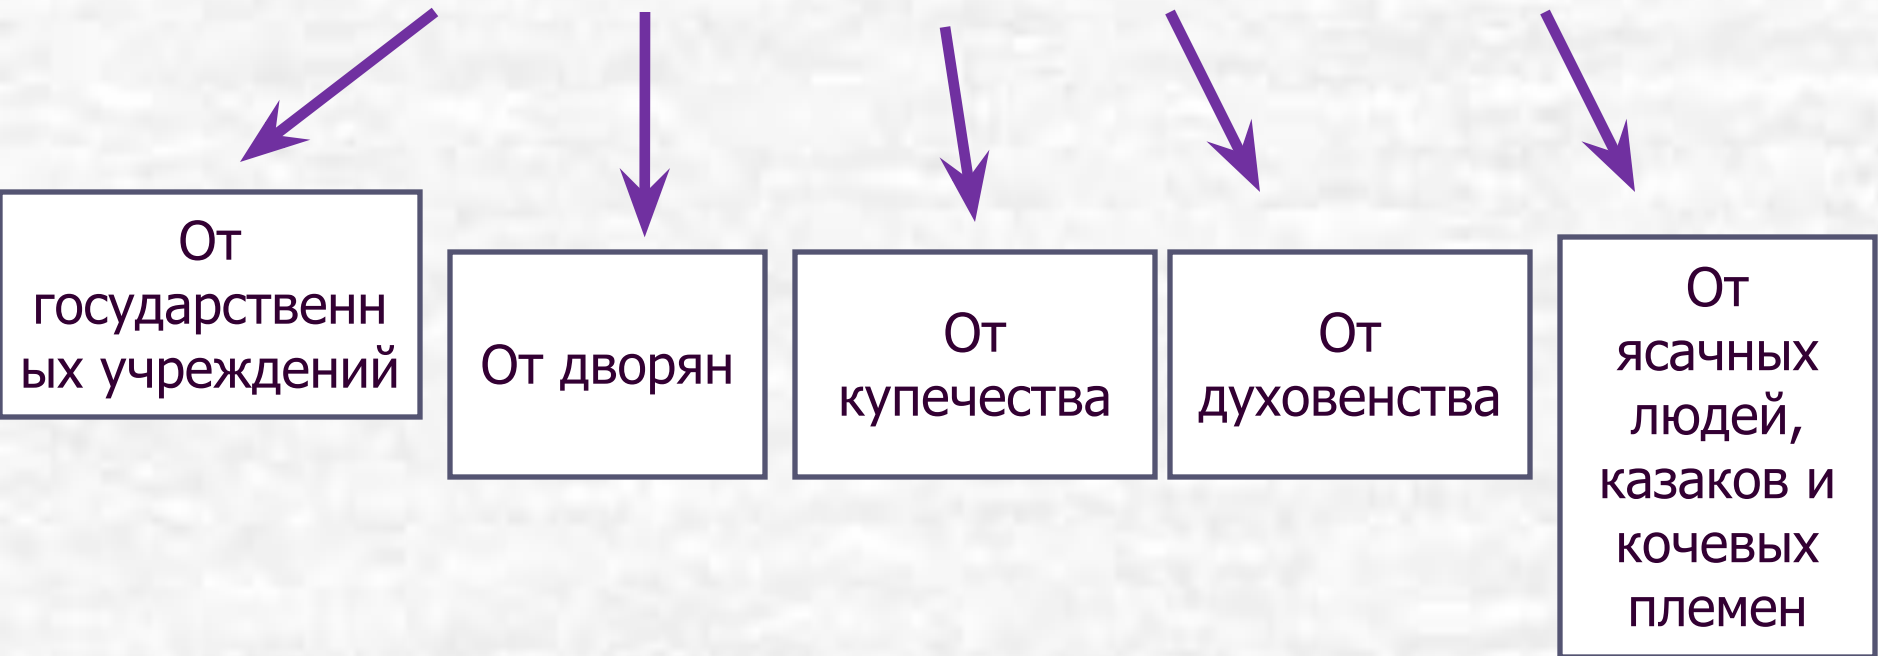 От
государственн
ых учреждений
От дворян
От
купечества
От
духовенства
От
ясачных
людей,
казаков и
кочевых
племен